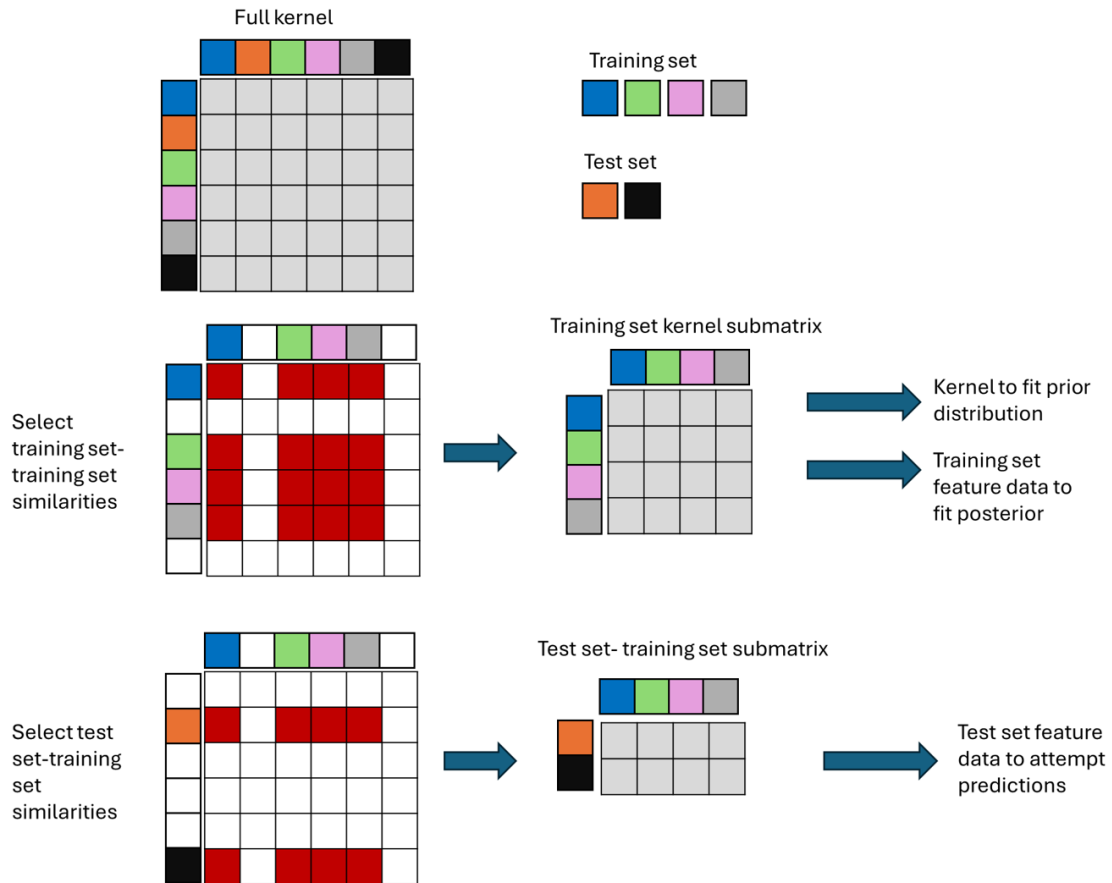 Full kernel
Training set
Test set
Select
training set-
training set
similarities
Training set kernel submatrix
Kernel to fit prior
distribution
Training set
feature data to
fit posterior
Select test
set-training
set
similarities
Test set- training set submatrix
Test set feature
data to attempt
predictions